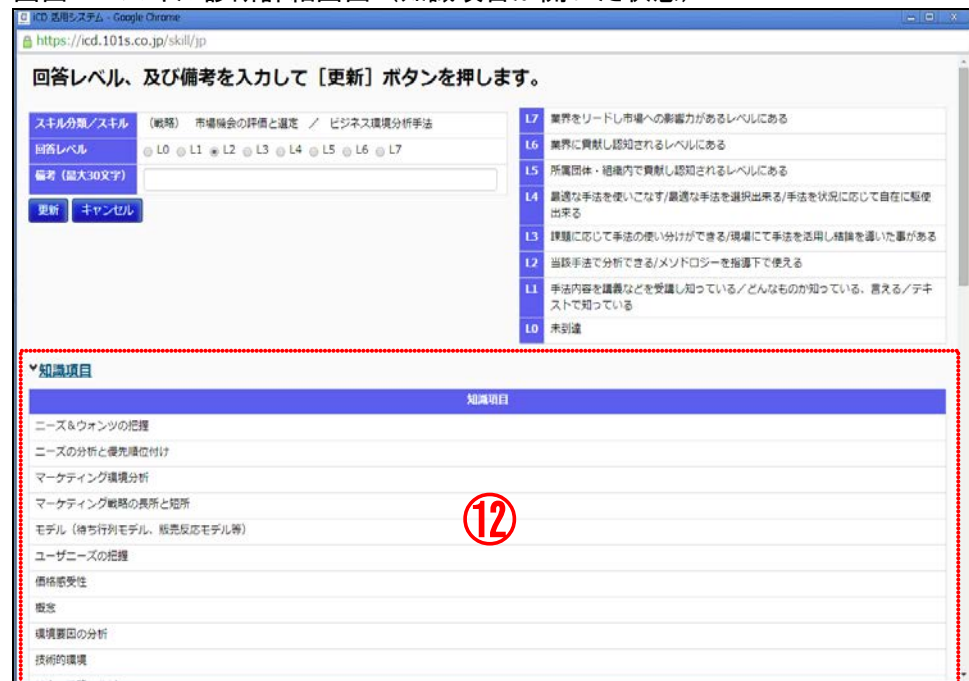 iCD 活用システム - Google Chrome
https://icd.101s.co.jp/skill/jp
回答レベル、及び備考を入力して［更新］ボタンを押します。
スキル分類／スキル （戦略） 市場機会の評価と選定 ／ ビジネス環境分析手法
回答レベル L0 L1 L2 L3 L4 L5 L6 L7
備考（最大30文字）
更新 キャンセル
L7 業界をリードし市場への影響力があるレベルにある
L6 業界に貢献し認知されるレベルにある
L5 所属団体・組織内で貢献し認知されるレベルにある
L4 最適な手法を使いこなす/最適な手法を選択出来る/手法を状況に応じて自在に駆使
出来る
L3 課題に応じて手法の使い分けができる/現場にて手法を活用し結論を導いた事がある
L2 当該手法で分析できる/メソドロジーを指導下で使える
L1 手法内容を講義などを受講し知っている／どんなものか知っている、言える／テキ
ストで知っている
L0 未到達
知識項目
知識項目
ニーズ&ウォンツの把握
ニーズの分析と優先順位付け
マーケティング環境分析
マーケティング戦略の長所と短所
モデル（待ち行列モデル、販売反応モデル等）
ユーザニーズの把握
価格感受性
概念
環境要因の分析
技術的環境
⑫